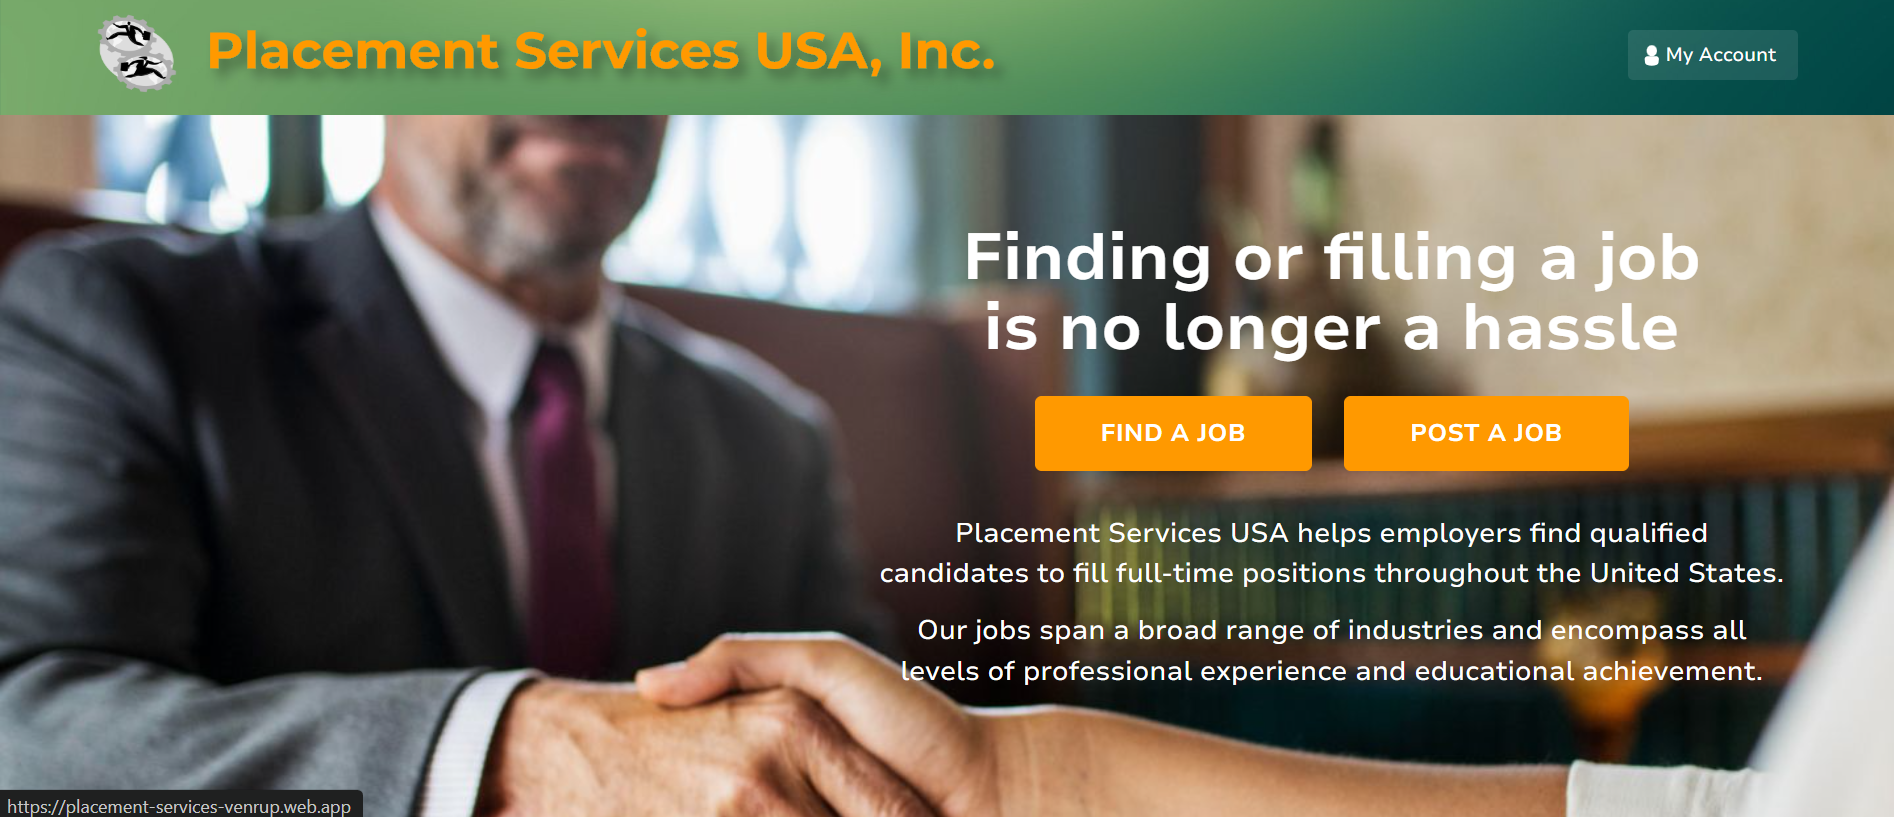 Placement Services USA, Inc.
My Account
Finding or filling a job
is no longer a hassle
FIND A JOB
POST A JOB
Placement Services USA helps employers find qualified
candidates to fill full-time positions throughout the United States.
Our jobs span a broad range of industries and encompass all
levels of professional experience and educational achievement.
https://placement-services-venrup.web.app